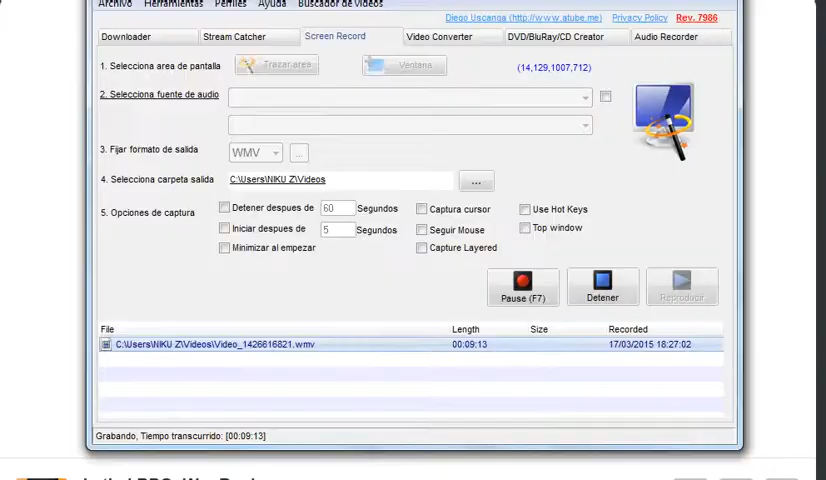 Archivo Herramientas Perfiles Ayuda Buscador de videos
Diego Uscanga (http://www.atube.me) Privacy Policy Rev. 7986
Downloader Stream Catcher Screen Record Video Converter DVD/BluRay/CD Creator Audio Recorder
1. Selecciona area de pantalla Trazar area Ventana (14,129,1007,712)
2. Selecciona fuente de audio
3. Fijar formato de salida WMV ...
4. Selecciona carpeta salida C:\Users\NIKU Z\Videos ...
5. Opciones de captura
Detener despues de 60 Segundos Captura cursor Use Hot Keys
Iniciar despues de 5 Segundos Seguir Mouse Top window
Minimizar al empezar Capture Layered
Pause (F7) Detener Reproducir
File Length Size Recorded
C:\Users\NIKU Z\Videos\Video_1426616821.wmv 00:09:13 17/03/2015 18:27:02
Grabando, Tiempo transcurrido: [00:09:13]